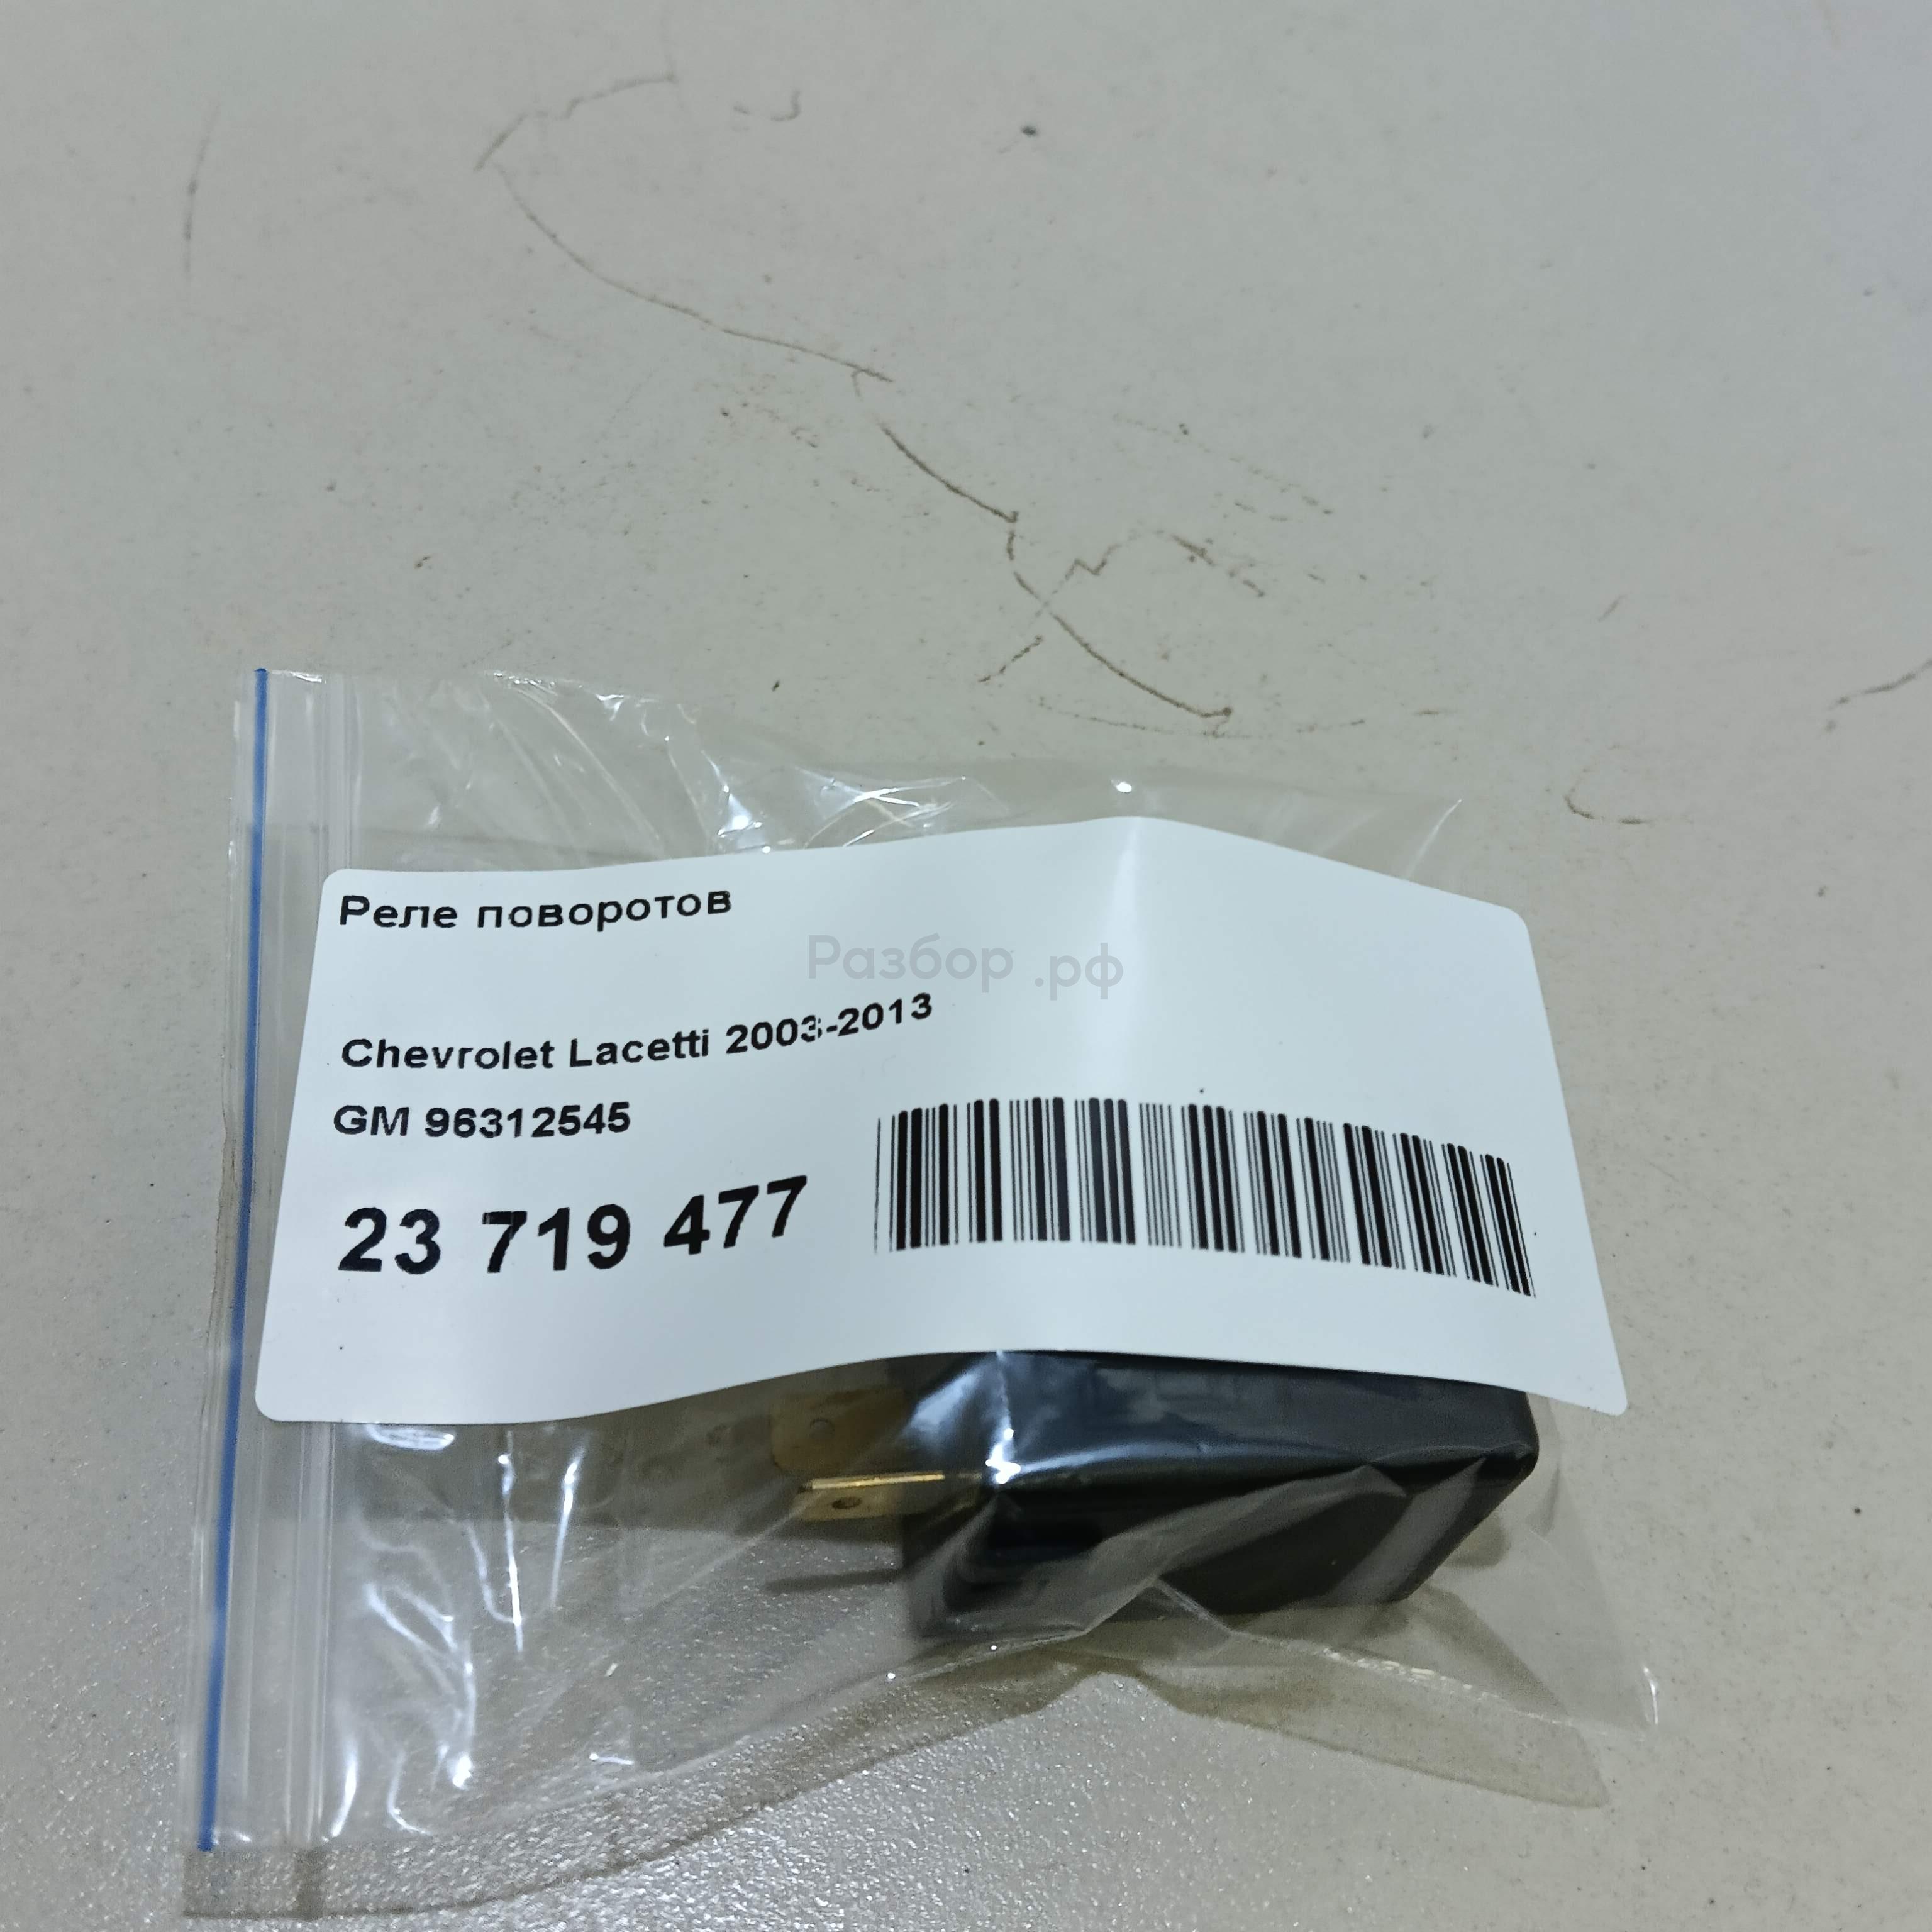 Реле поворотов
Разбор.рф
Chevrolet Lacetti 2003-2013
GM 96312545
23 719 477